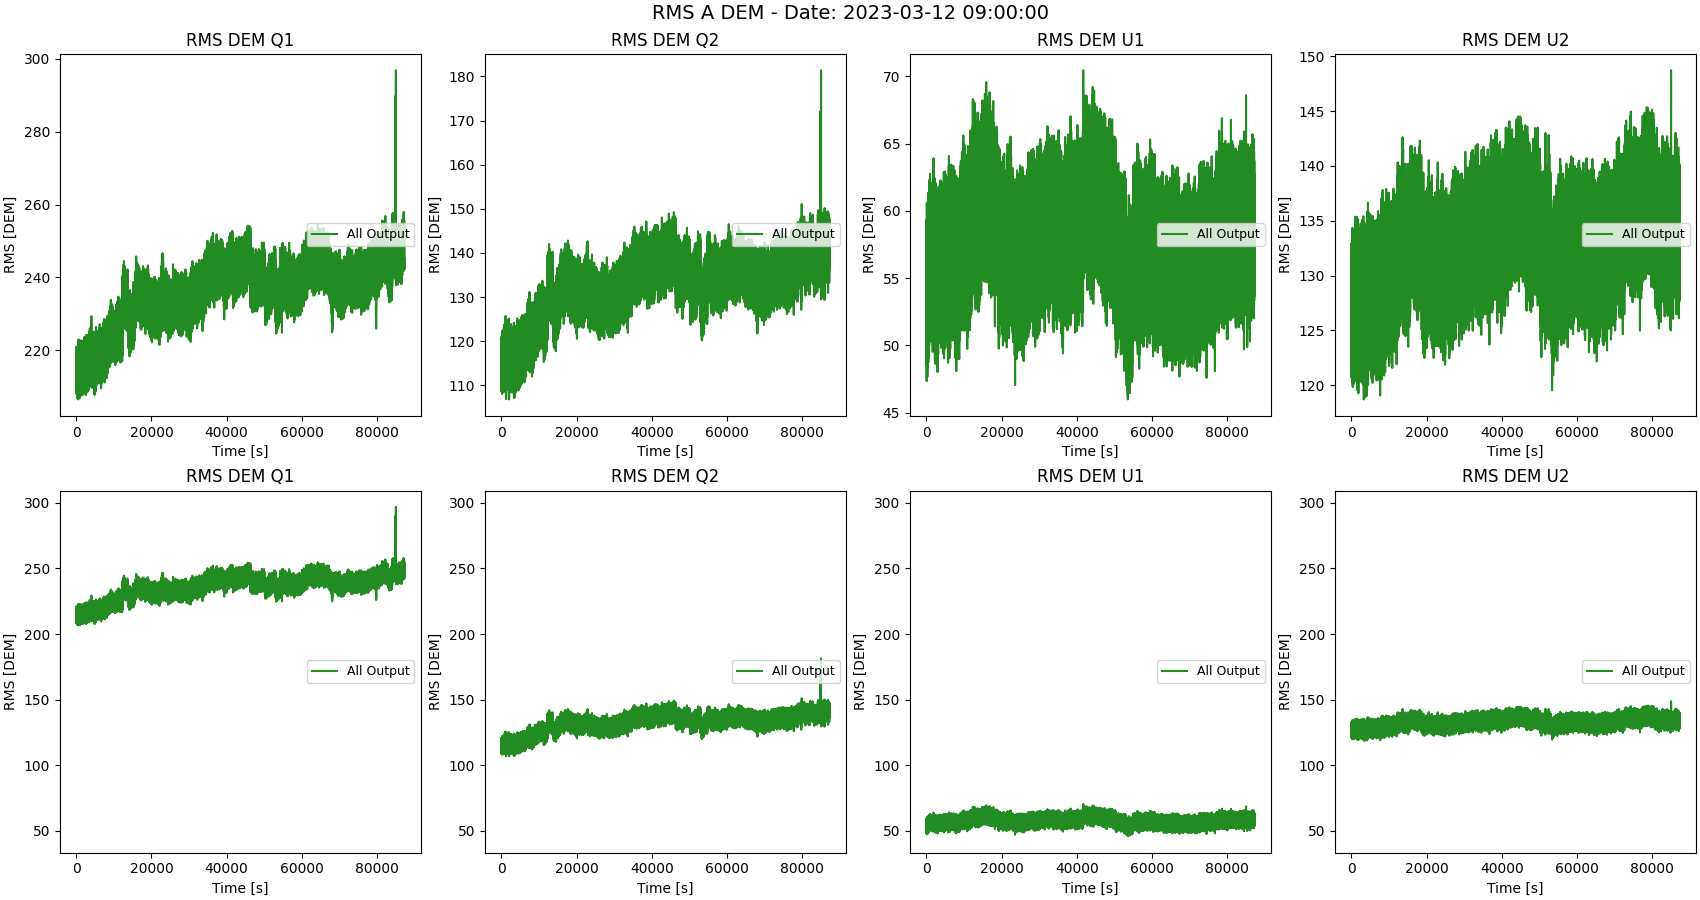 RMS A DEM - Date: 2023-03-12 09:00:00
RMS DEM Q1
RMS [DEM]
300
280
260
240
220
All Output
0 20000 40000 60000 80000
Time [s]
RMS DEM Q2
RMS [DEM]
180
170
160
150
140
130
120
110
All Output
0 20000 40000 60000 80000
Time [s]
RMS DEM U1
RMS [DEM]
70
65
60
55
50
45
All Output
0 20000 40000 60000 80000
Time [s]
RMS DEM U2
RMS [DEM]
150
145
140
135
130
125
120
All Output
0 20000 40000 60000 80000
Time [s]
RMS DEM Q1
RMS [DEM]
300
250
200
150
100
50
All Output
0 20000 40000 60000 80000
Time [s]
RMS DEM Q2
RMS [DEM]
300
250
200
150
100
50
All Output
0 20000 40000 60000 80000
Time [s]
RMS DEM U1
RMS [DEM]
300
250
200
150
100
50
All Output
0 20000 40000 60000 80000
Time [s]
RMS DEM U2
RMS [DEM]
300
250
200
150
100
50
All Output
0 20000 40000 60000 80000
Time [s]